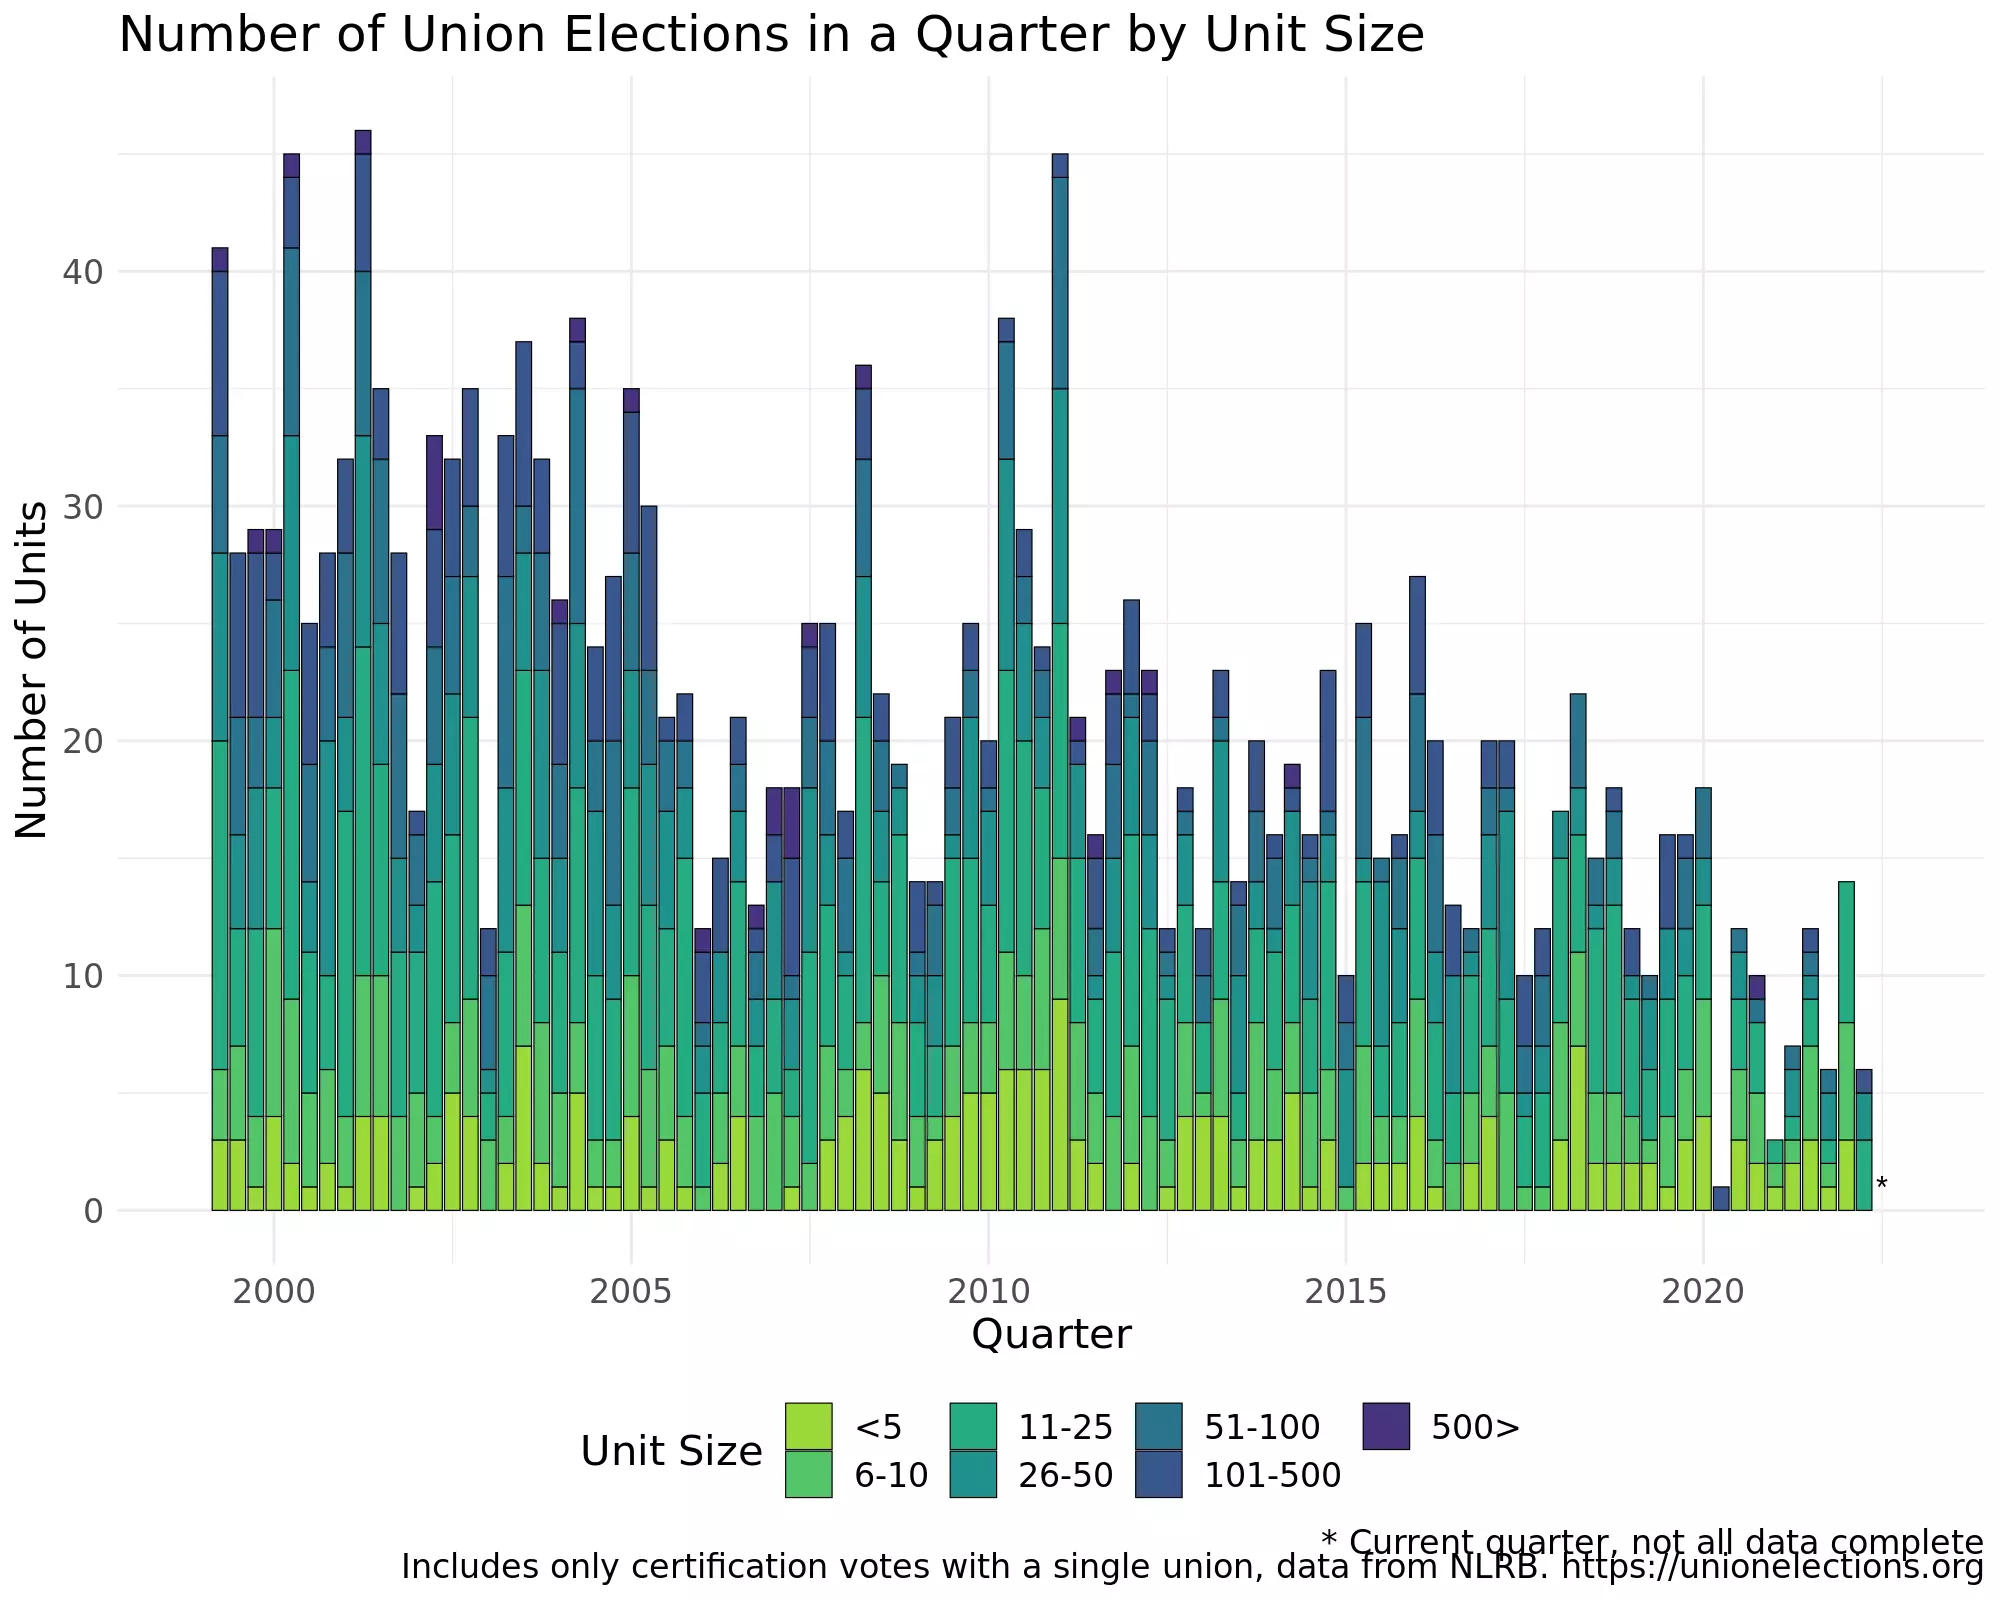 Number of Union Elections in a Quarter by Unit Size
Number of Units
40
30
20
10
0
*
2000 2005 2010 2015 2020
Quarter
Unit Size
<5 11-25 51-100 500>
6-10 26-50 101-500
* Current quarter, not all data complete
Includes only certification votes with a single union, data from NLRB. https://unionelections.org